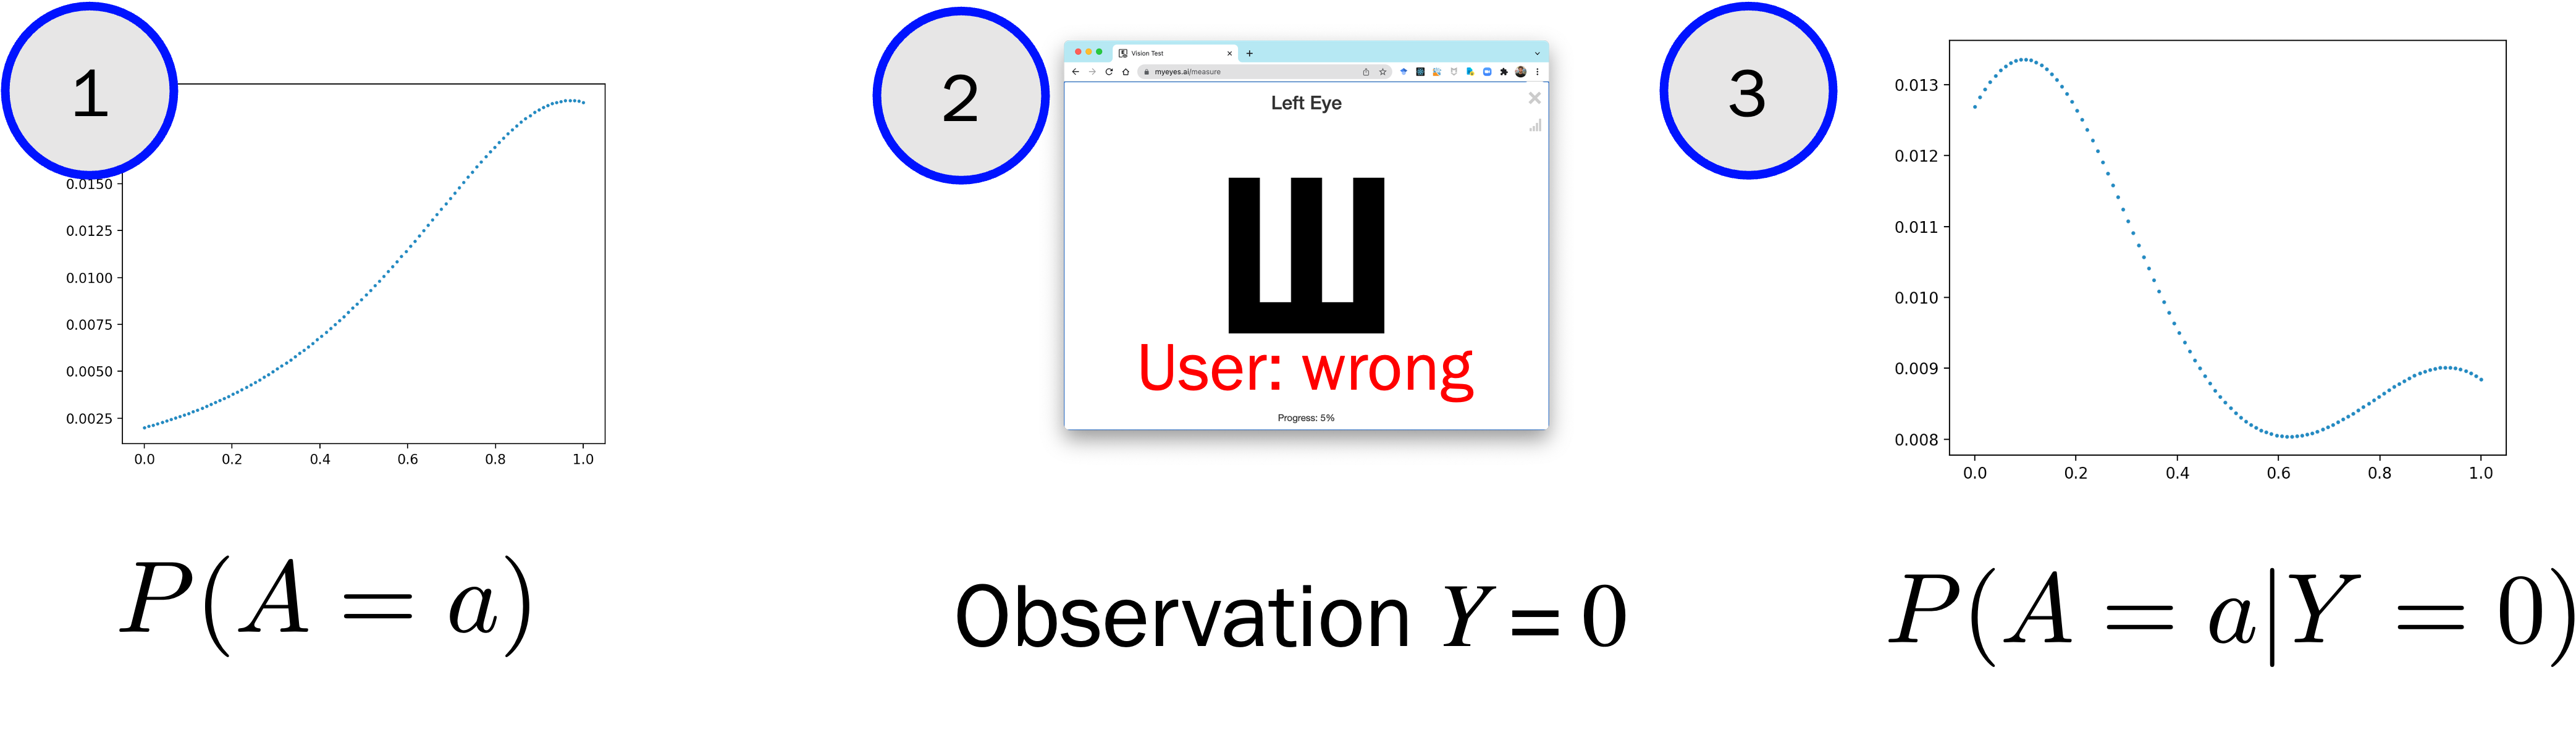 1
0.0150
0.0125
0.0100
0.0075
0.0050
0.0025
0.0 0.2 0.4 0.6 0.8 1.0
P(A = a)
2
Vision Test
myeyes.ai/measure
Left Eye
User: wrong
Progress: 5%
Observation Y = 0
3
0.013
0.012
0.011
0.010
0.009
0.008
0.0 0.2 0.4 0.6 0.8 1.0
P(A = a|Y = 0)